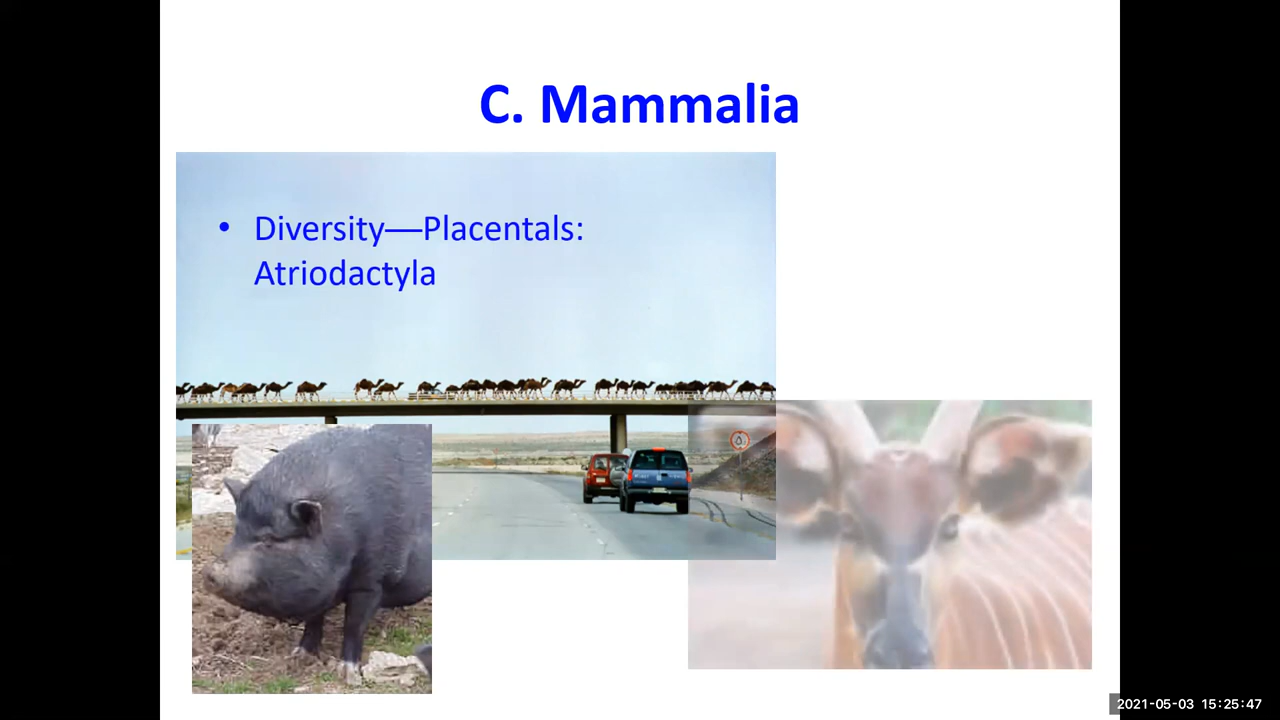 C. Mammalia
• Diversity—Placentals:
Atriodactyla
2021-05-03 15:25:47